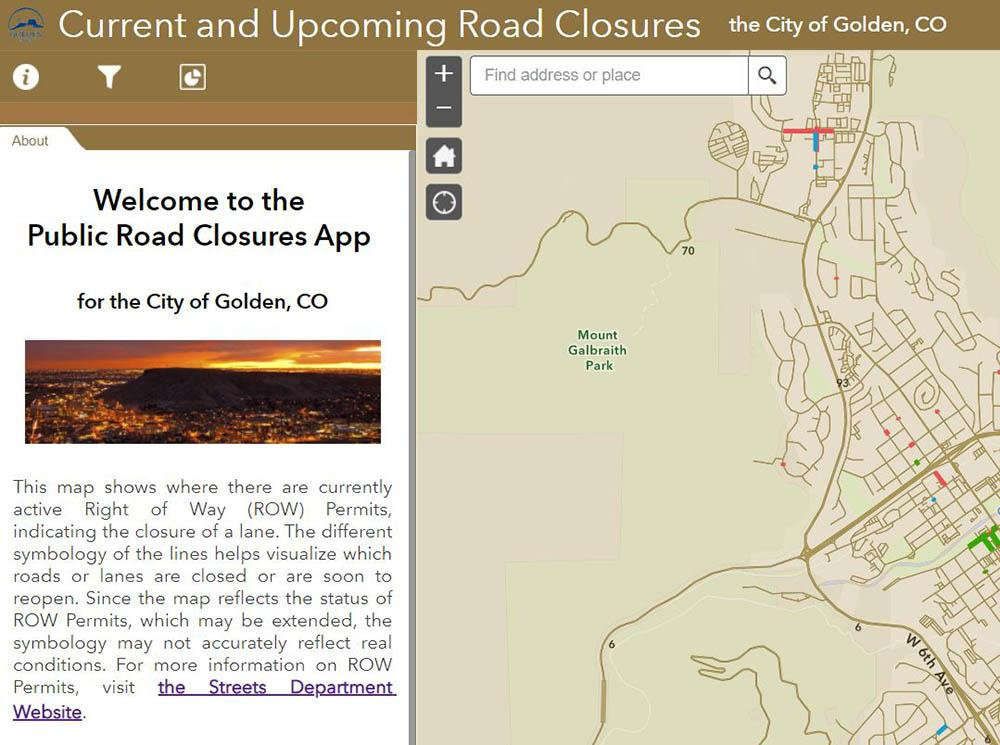 Current and Upcoming Road Closures the City of Golden, CO
Find address or place
About
Welcome to the
Public Road Closures App
for the City of Golden, CO
This map shows where there are currently
active Right of Way (ROW) Permits,
indicating the closure of a lane. The different
symbology of the lines helps visualize which
roads or lanes are closed or are soon to
reopen. Since the map reflects the status of
ROW Permits, which may be extended, the
symbology may not accurately reflect real
conditions. For more information on ROW
Permits, visit the Streets Department
Website.
70
Mount
Galbraith
Park
93
6
6
W 6th Ave
6